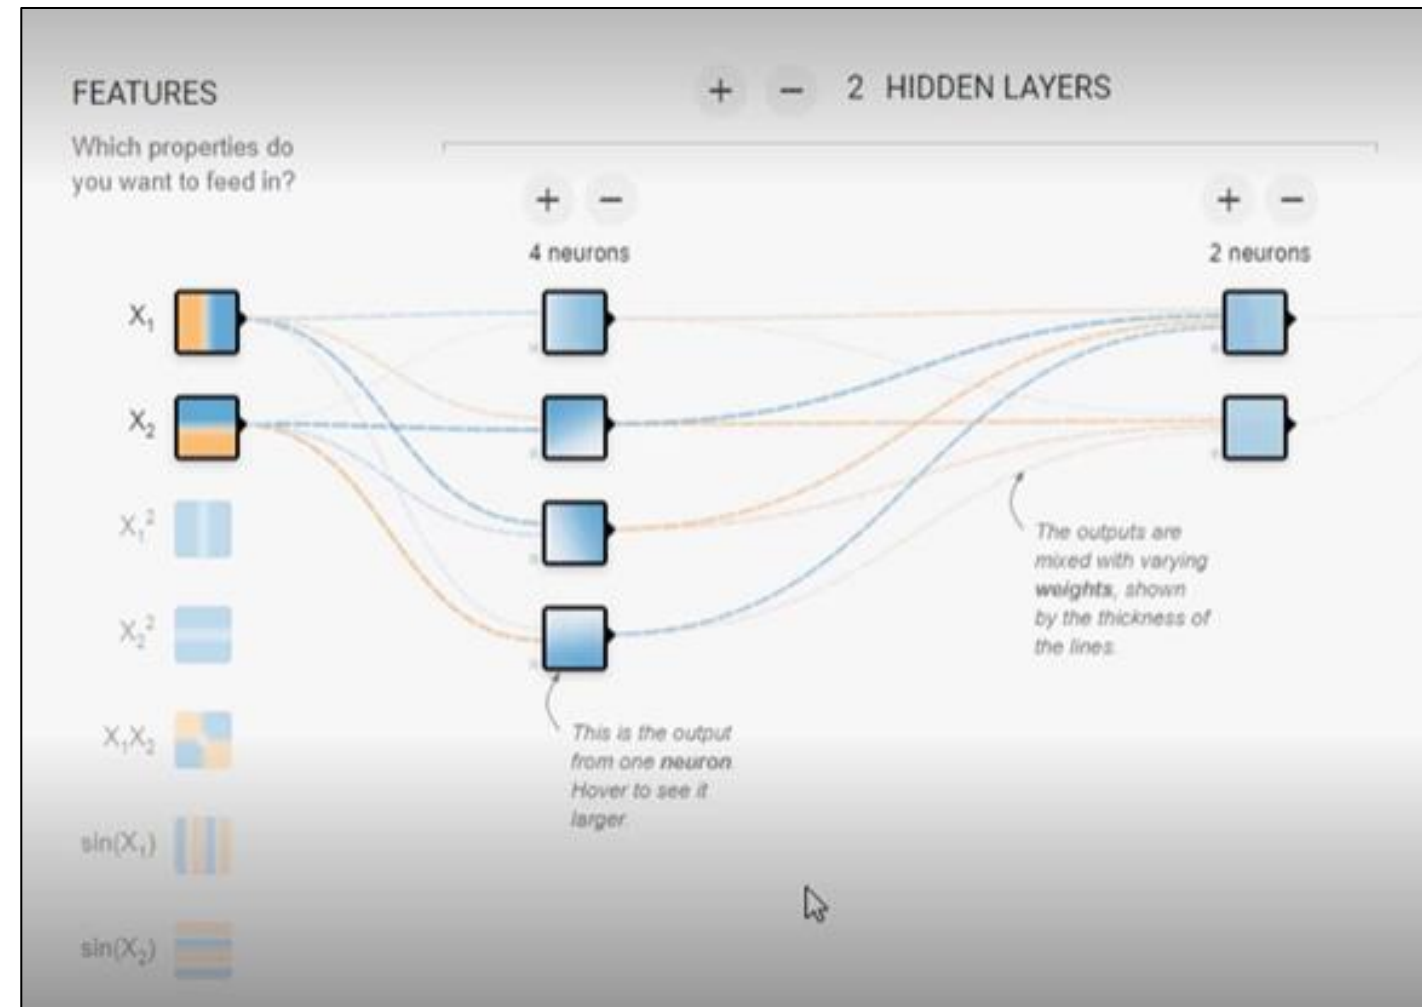 FEATURES
Which properties do
you want to feed in?
+ − 2 HIDDEN LAYERS
+ −
4 neurons
+ −
2 neurons
X₁
X₂
X₁²
X₂²
X₁X₂
sin(X₁)
sin(X₂)
This is the output
from one neuron.
Hover to see it
larger.
The outputs are
mixed with varying
weights, shown
by the thickness of
the lines.